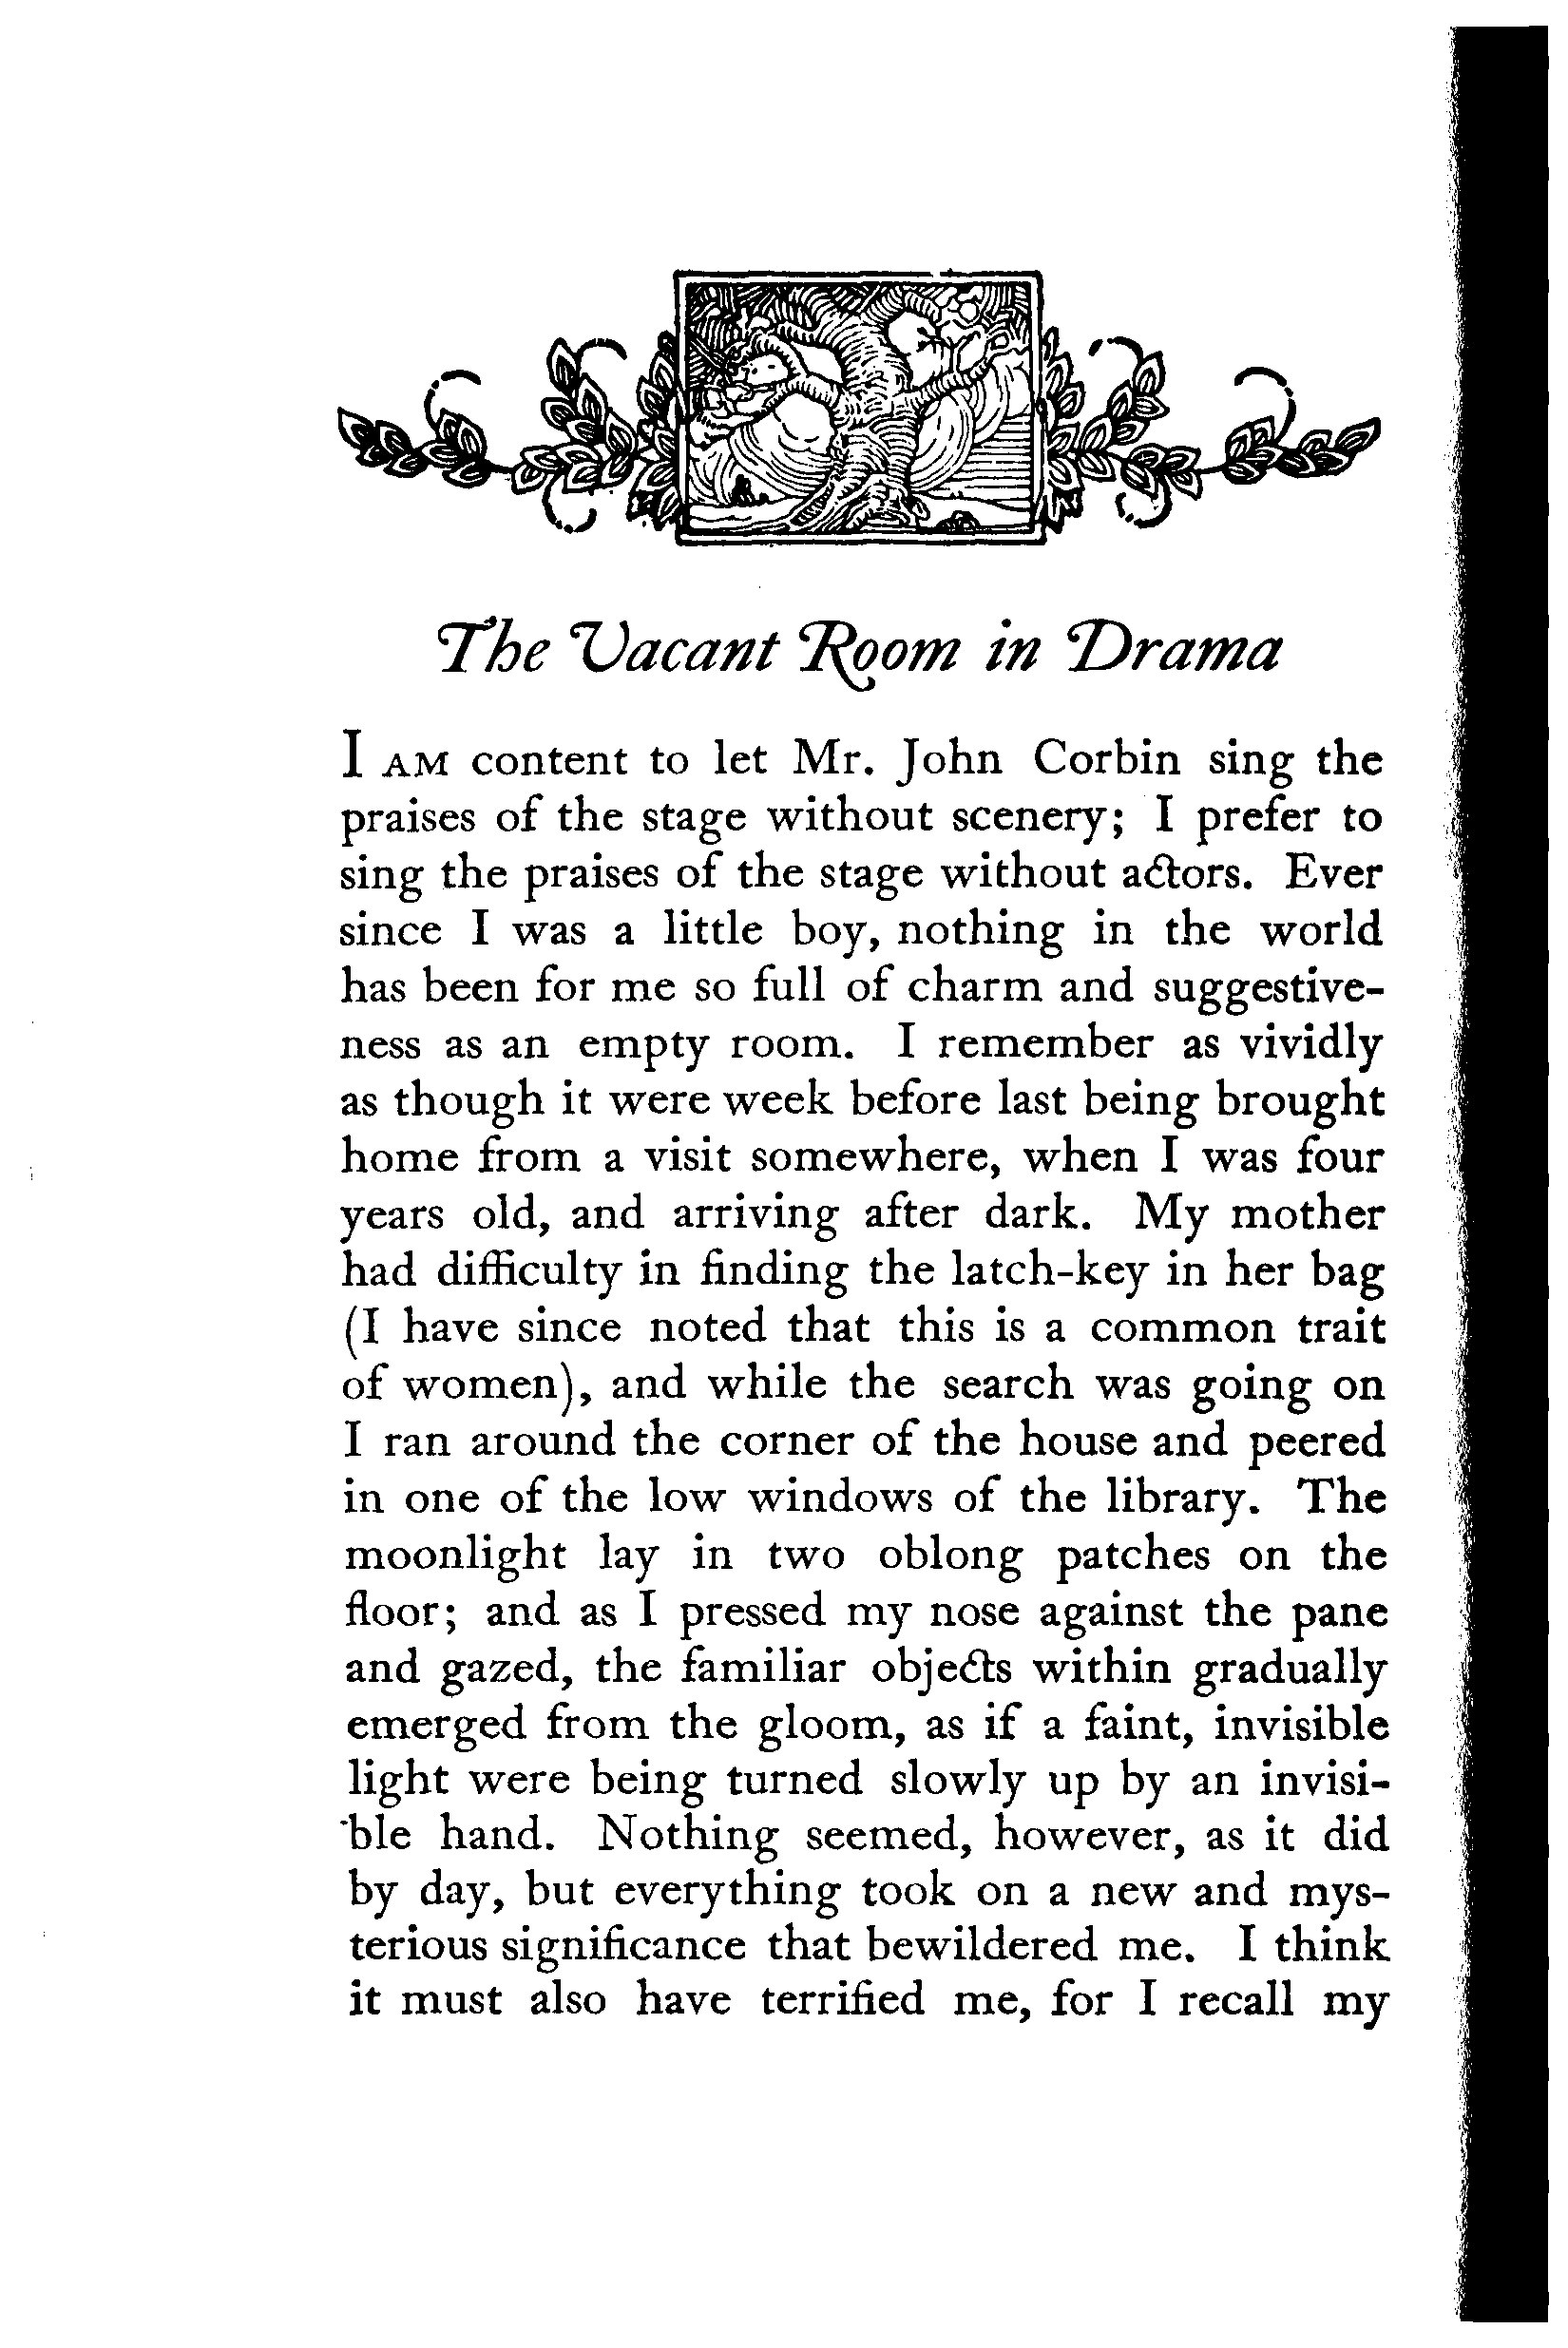 The Vacant Room in Drama
I AM content to let Mr. John Corbin sing the
praises of the stage without scenery; I prefer to
sing the praises of the stage without actors. Ever
since I was a little boy, nothing in the world
has been for me so full of charm and suggestive-
ness as an empty room. I remember as vividly
as though it were week before last being brought
home from a visit somewhere, when I was four
years old, and arriving after dark. My mother
had difficulty in finding the latch-key in her bag
(I have since noted that this is a common trait
of women), and while the search was going on
I ran around the corner of the house and peered
in one of the low windows of the library. The
moonlight lay in two oblong patches on the
floor; and as I pressed my nose against the pane
and gazed, the familiar objects within gradually
emerged from the gloom, as if a faint, invisible
light were being turned slowly up by an invisi-
ble hand. Nothing seemed, however, as it did
by day, but everything took on a new and mys-
terious significance that bewildered me. I think
it must also have terrified me, for I recall my